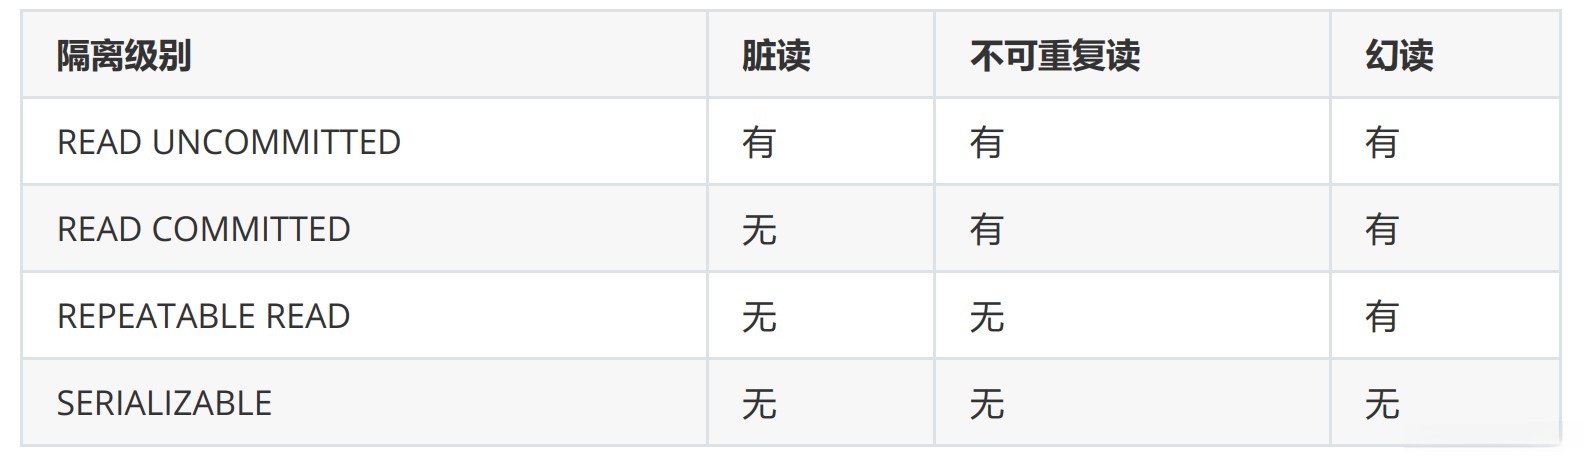 隔离级别 脏读 不可重复读 幻读
READ UNCOMMITTED 有 有 有
READ COMMITTED 无 有 有
REPEATABLE READ 无 无 有
SERIALIZABLE 无 无 无